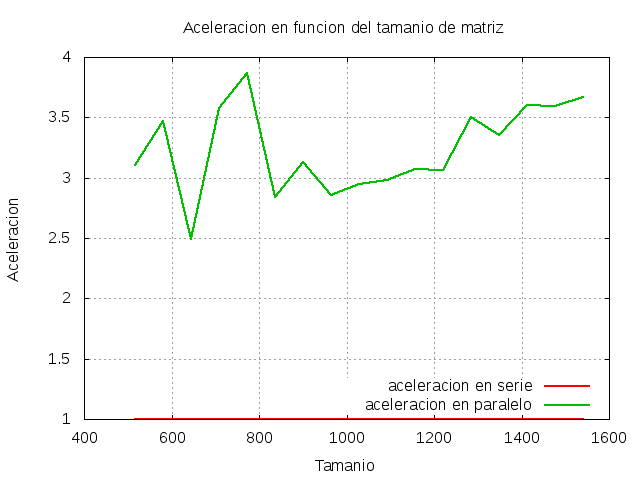 Aceleracion en funcion del tamanio de matriz
4
3.5
3
2.5
2
1.5
1
Aceleracion
aceleracion en serie
aceleracion en paralelo
400 600 800 1000 1200 1400 1600
Tamanio